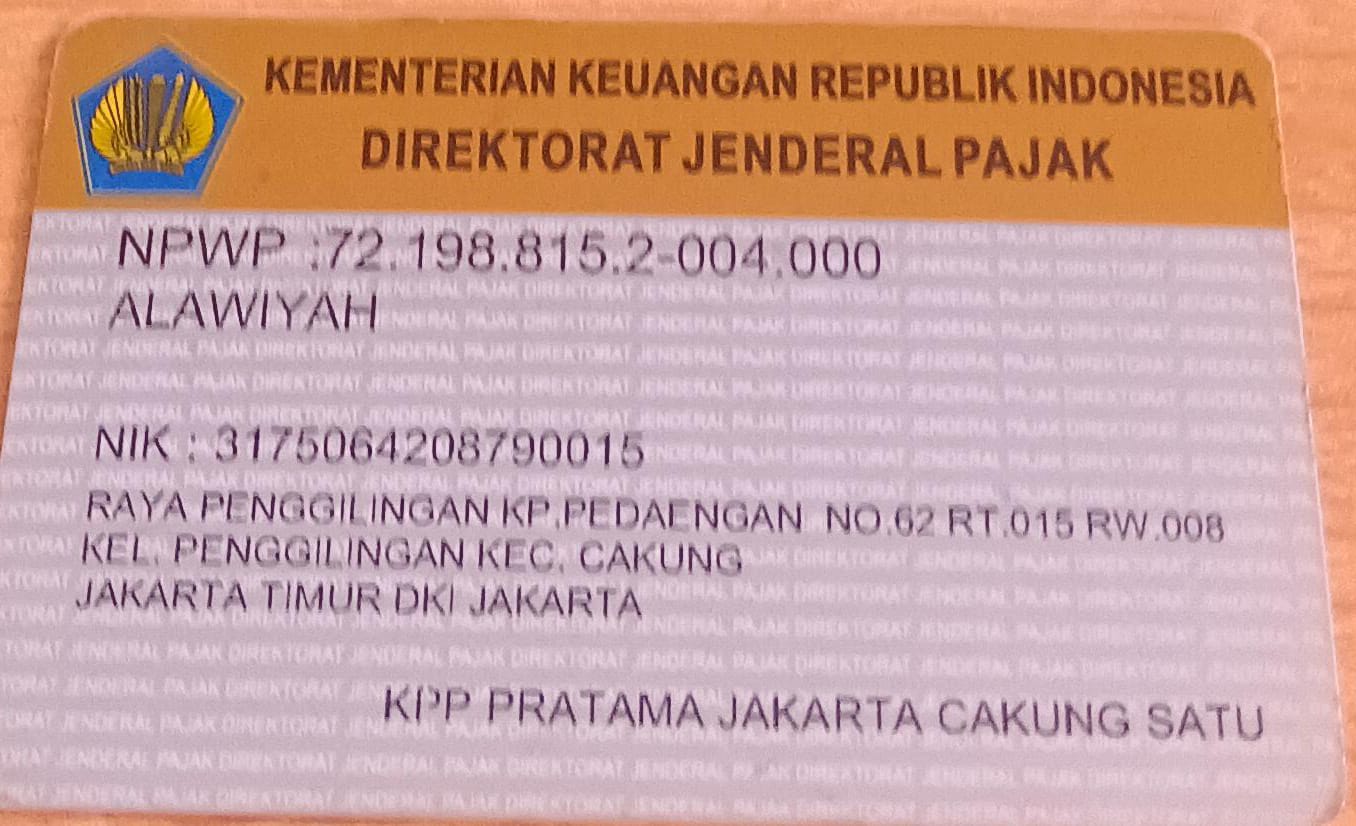 KEMENTERIAN KEUANGAN REPUBLIK INDONESIA
DIREKTORAT JENDERAL PAJAK
NPWP :72.198.815.2-004.000
ALAWIYAH
NIK : 3175064208790015
RAYA PENGGILINGAN KP.PEDAENGAN NO.62 RT.015 RW.008
KEL. PENGGILINGAN KEC. CAKUNG
JAKARTA TIMUR DKI JAKARTA
KPP PRATAMA JAKARTA CAKUNG SATU